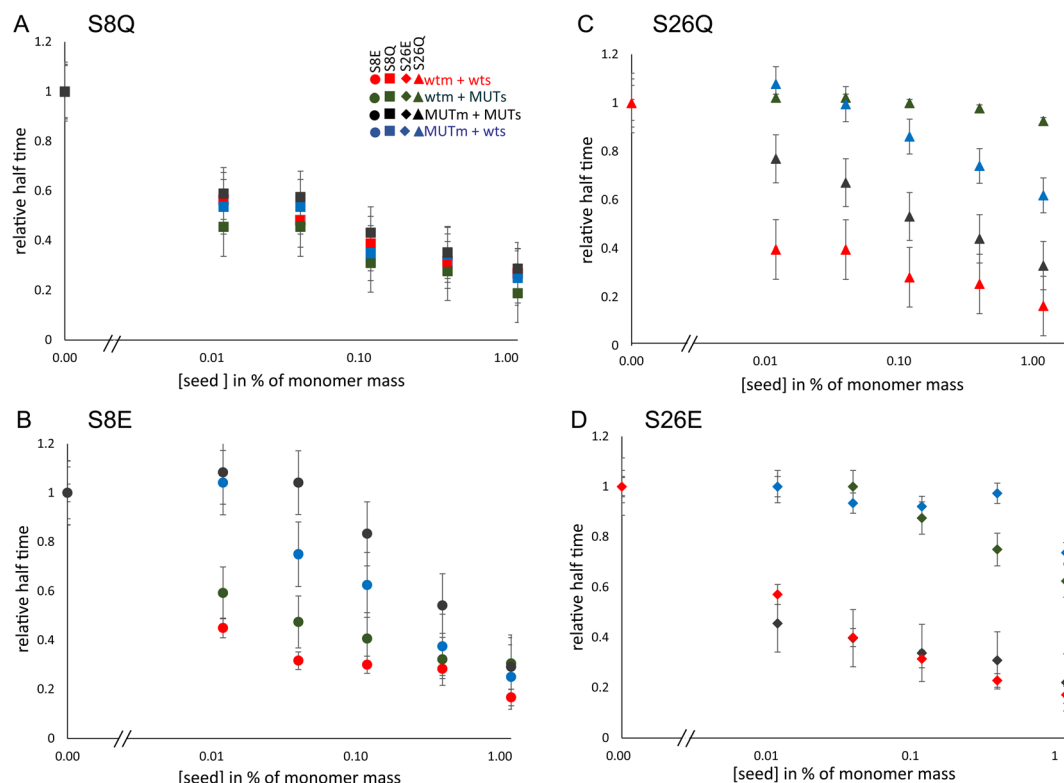 A S8Q
1.2
1
0.8
0.6
0.4
0.2
0
relative half time
0.00 0.01 0.10 1.00
[seed ] in % of monomer mass
S8E
S8Q
S26E
S26Q
wtm + wts
wtm + MUTs
MUTm + MUTs
MUTm + wts
C S26Q
1.2
1
0.8
0.6
0.4
0.2
0
relative half time
0.00 0.01 0.10 1.00
[seed] in % of monomer mass
B S8E
1.2
1
0.8
0.6
0.4
0.2
0
relative half time
0.00 0.01 0.10 1.00
[seed] in % of monomer mass
D S26E
1.2
1
0.8
0.6
0.4
0.2
0
relative half time
0.00 0.01 0.1 1
[seed] in % of monomer mass